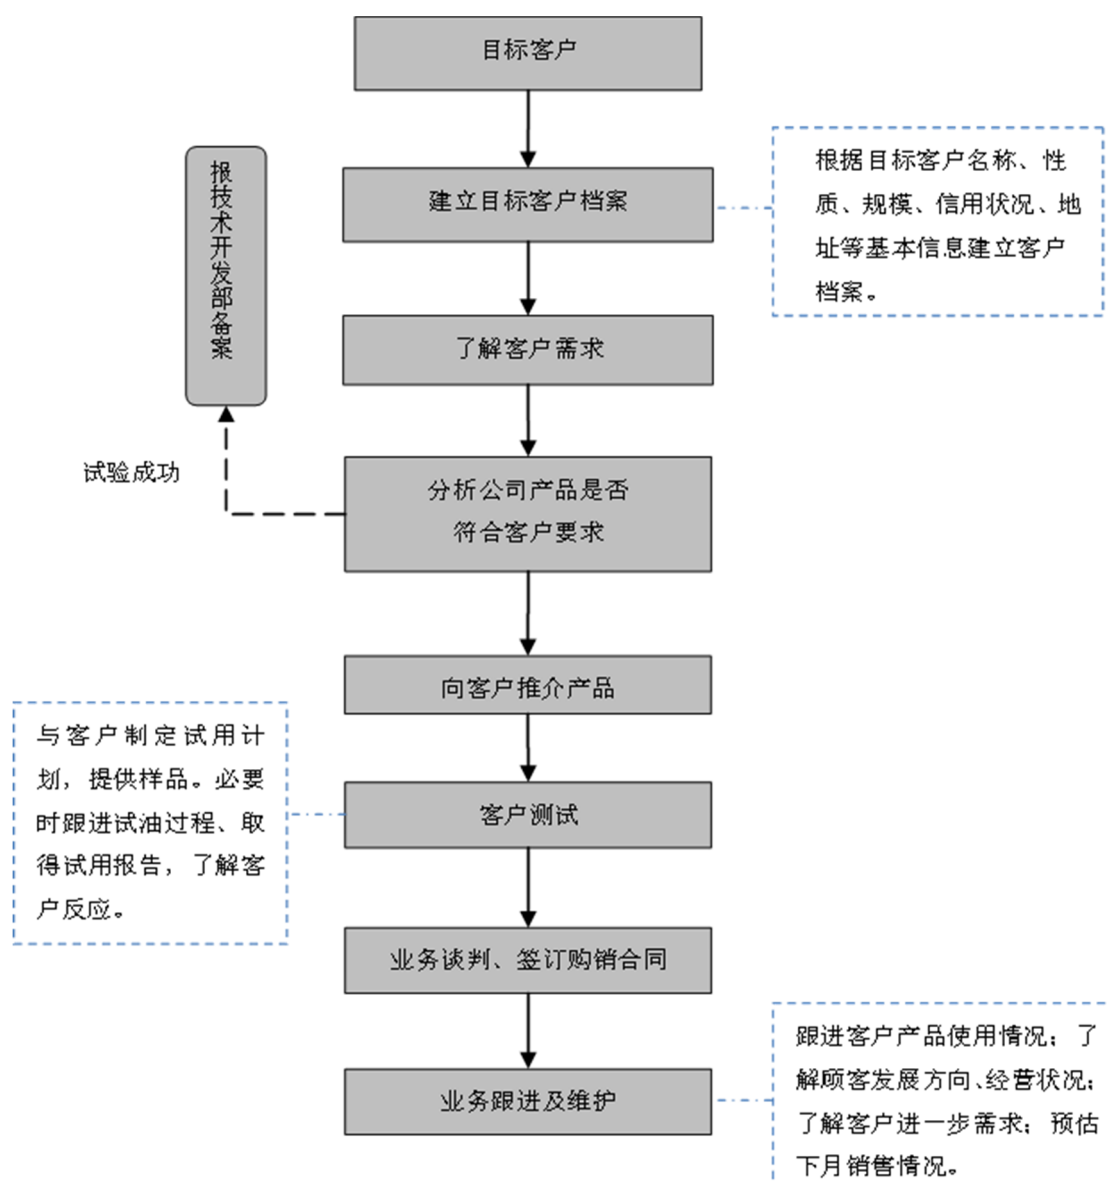 目标客户
建立目标客户档案
根据目标客户名称、性
质、规模、信用状况、地
址等基本信息建立客户
档案。
报技术开发部备案
了解客户需求
试验成功
分析公司产品是否
符合客户要求
向客户推介产品
与客户制定试用计
划，提供样品。必要
时跟进试油过程、取
得试用报告，了解客
户反应。
客户测试
业务谈判、签订购销合同
业务跟进及维护
跟进客户产品使用情况；了
解顾客发展方向、经营状况；
了解客户进一步需求；预估
下月销售情况。